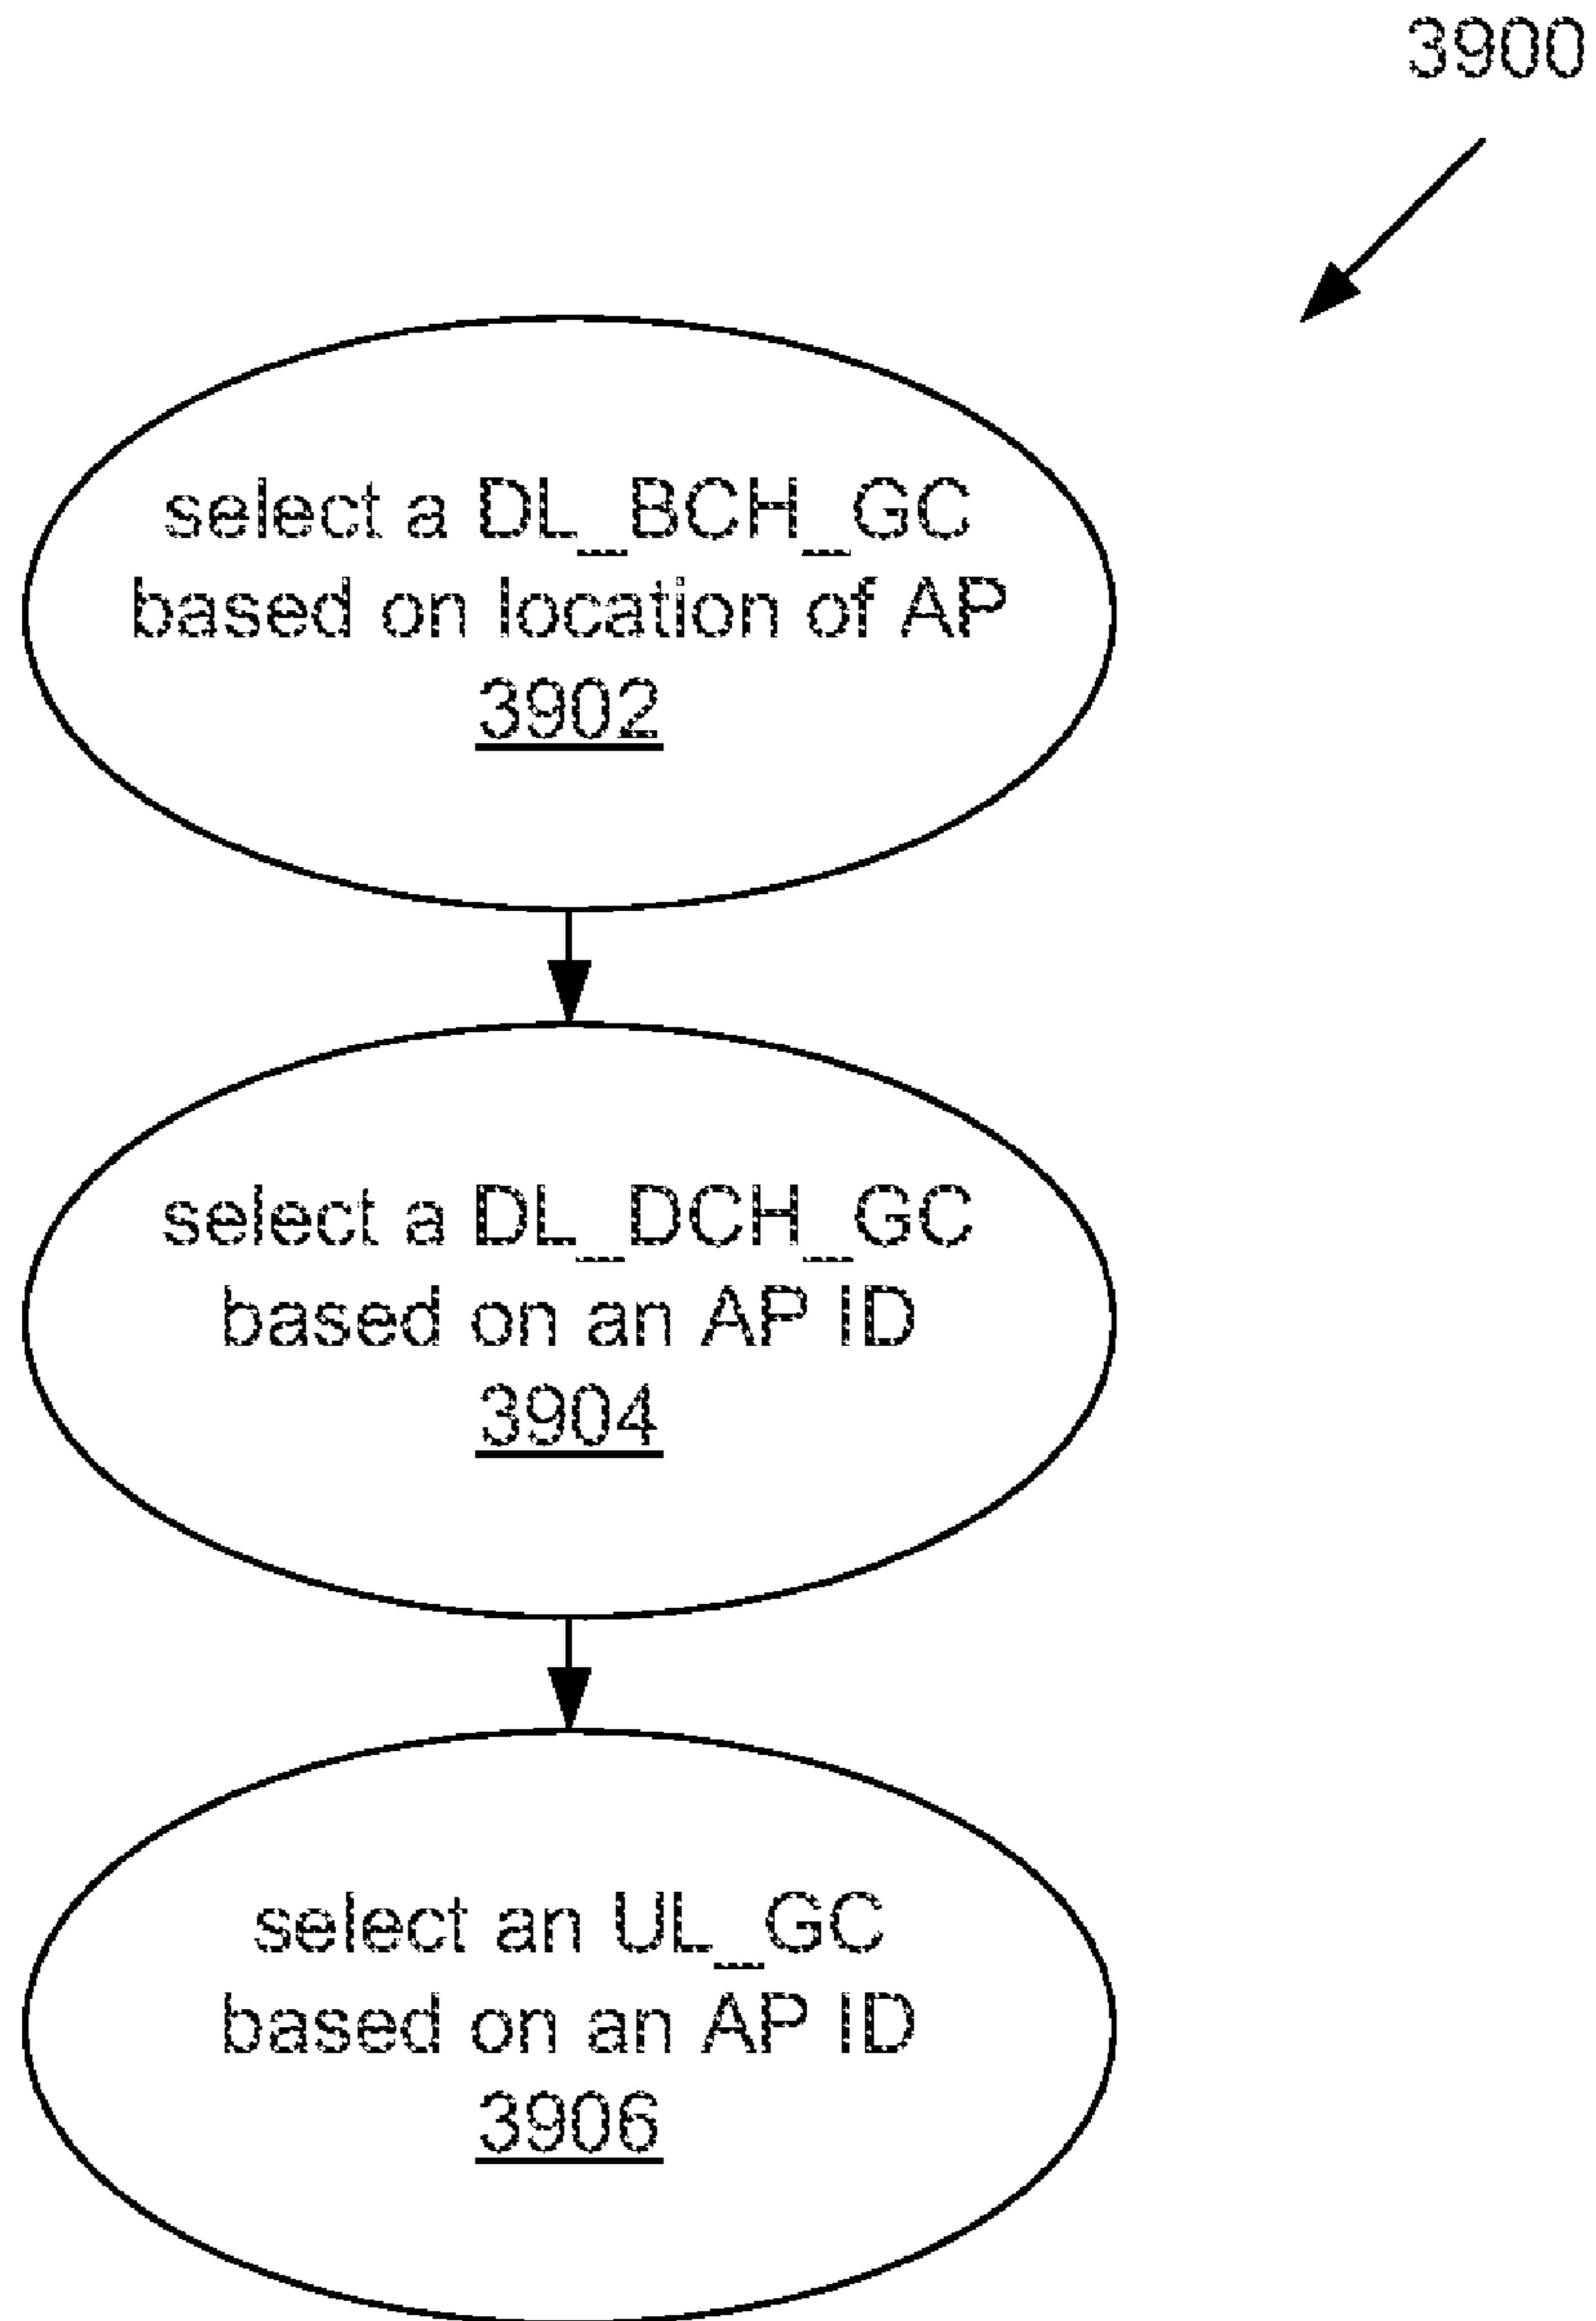 3900
select a DL_BCH_GC
based on location of AP
3902
select a DL_DCH_GC
based on an AP ID
3904
select an UL_GC
based on an AP ID
3906